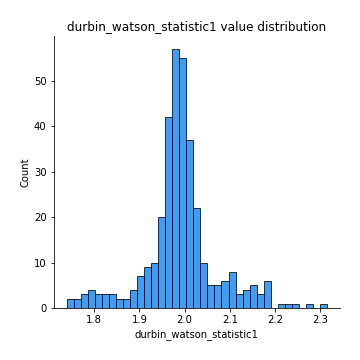 durbin_watson_statistic1 value distribution
Count
50
40
30
20
10
0
1.8 1.9 2.0 2.1 2.2 2.3
durbin_watson_statistic1